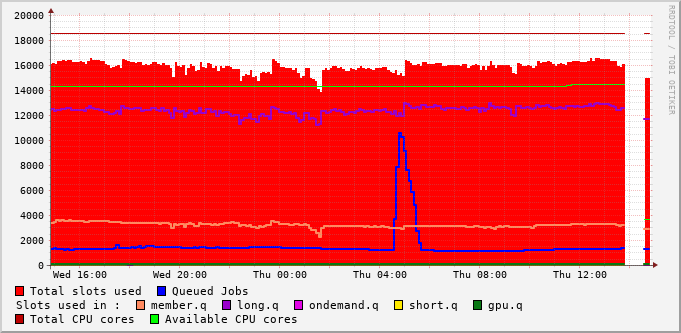 20000
18000
16000
14000
12000
10000
8000
6000
4000
2000
0
Wed 16:00 Wed 20:00 Thu 00:00 Thu 04:00 Thu 08:00 Thu 12:00
Total slots used Queued Jobs
Slots used in : member.q long.q ondemand.q short.q gpu.q
Total CPU cores Available CPU cores
RRDTOOL / TOBI OETIKER